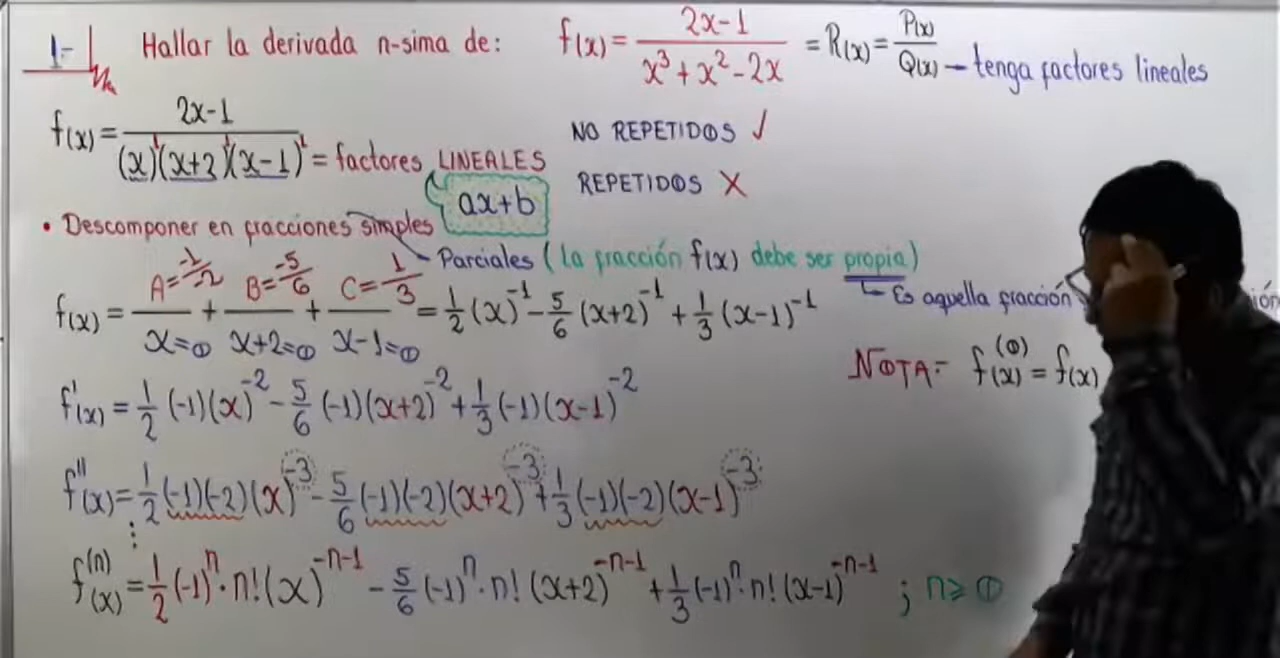 1- Hallar la derivada n-sima de: f(x) = (2x-1)/(x³+x²-2x) = R(x) = P(x)/Q(x) — tenga factores lineales
f(x) = (2x-1)/((x)¹(x+2)¹(x-1)¹) = factores LINEALES
NO REPETIDOS ✓
REPETIDOS X
ax+b
• Descomponer en fracciones simples
Parciales (La fracción f(x) debe ser propia)
Es aquella fracción
f(x) = (A=-1/-2)/(x=0) + (B=-5/6)/(x+2=0) + (C=1/3)/(x-1=0) = 1/2 (x)⁻¹ - 5/6 (x+2)⁻¹ + 1/3 (x-1)⁻¹
NOTA= f(x)⁽⁰⁾ = f(x)
f'(x) = 1/2 (-1)(x)⁻² - 5/6 (-1)(x+2)⁻² + 1/3 (-1)(x-1)⁻²
f''(x) = 1/2 (-1)(-2)(x)⁻³ - 5/6 (-1)(-2)(x+2)⁻³ + 1/3 (-1)(-2)(x-1)⁻³
⋮
f(x)⁽ⁿ⁾ = 1/2 (-1)ⁿ · n! (x)⁻ⁿ⁻¹ - 5/6 (-1)ⁿ · n! (x+2)⁻ⁿ⁻¹ + 1/3 (-1)ⁿ · n! (x-1)⁻ⁿ⁻¹ ; n ≥ 0